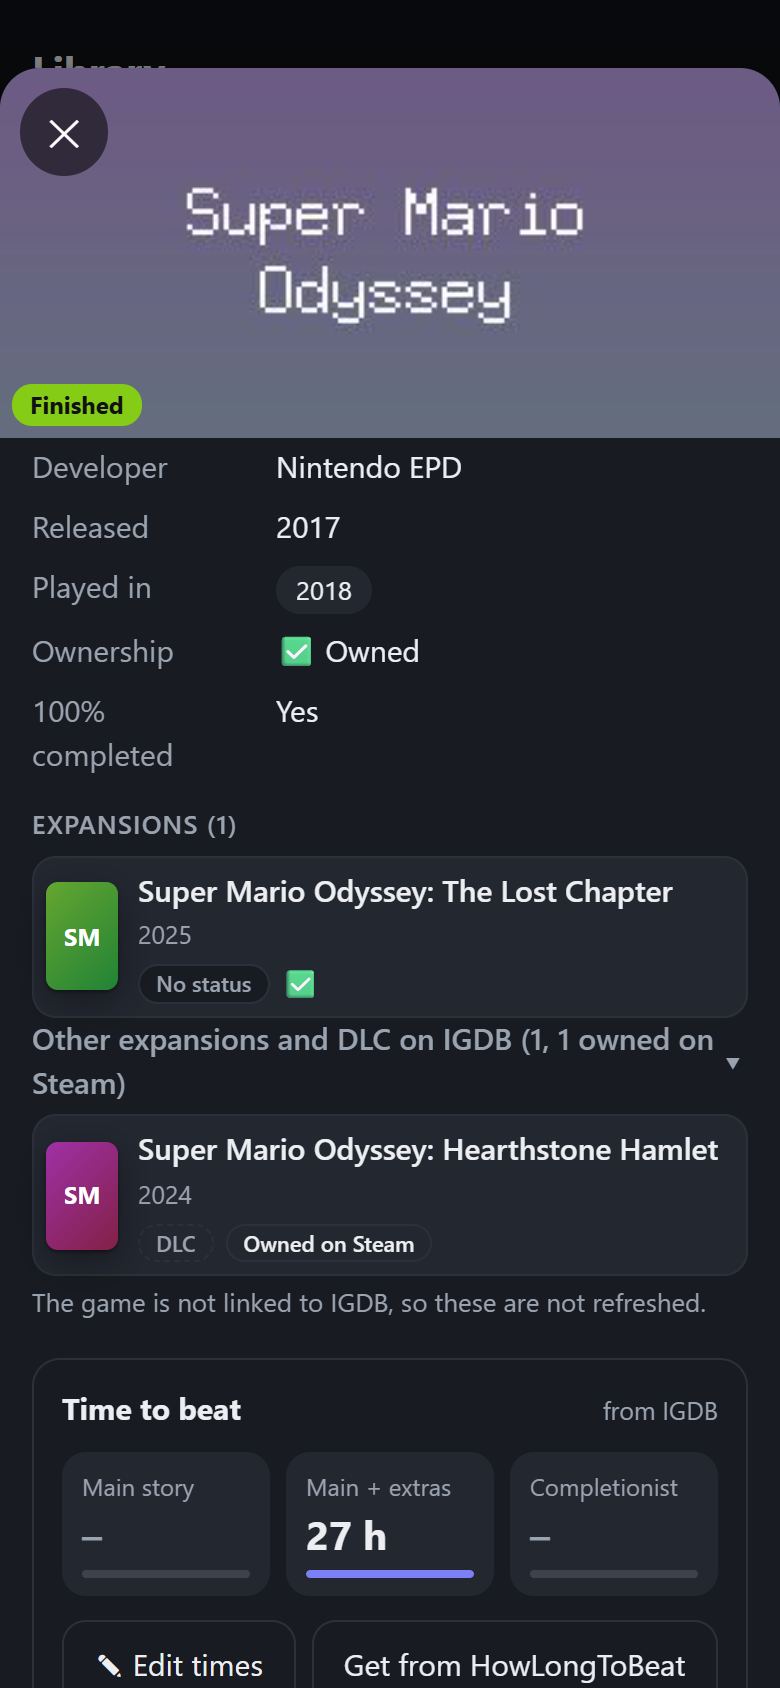 Library
Super Mario
Odyssey
Finished
Developer
Nintendo EPD
Released
2017
Played in
2018
Ownership
✅ Owned
100%
completed
Yes
EXPANSIONS (1)
SM
Super Mario Odyssey: The Lost Chapter
2025
No status ✅
Other expansions and DLC on IGDB (1, 1 owned on
Steam)
▼
SM
Super Mario Odyssey: Hearthstone Hamlet
2024
DLC
Owned on Steam
The game is not linked to IGDB, so these are not refreshed.
Time to beat
from IGDB
Main story
–
Main + extras
27 h
Completionist
–
✏ Edit times
Get from HowLongToBeat